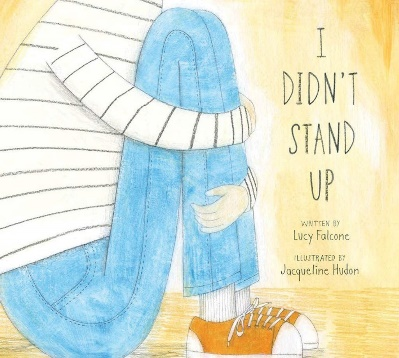 I
DIDN'T
STAND
UP
WRITTEN BY
Lucy Falcone
ILLUSTRATED BY
Jacqueline Hudon